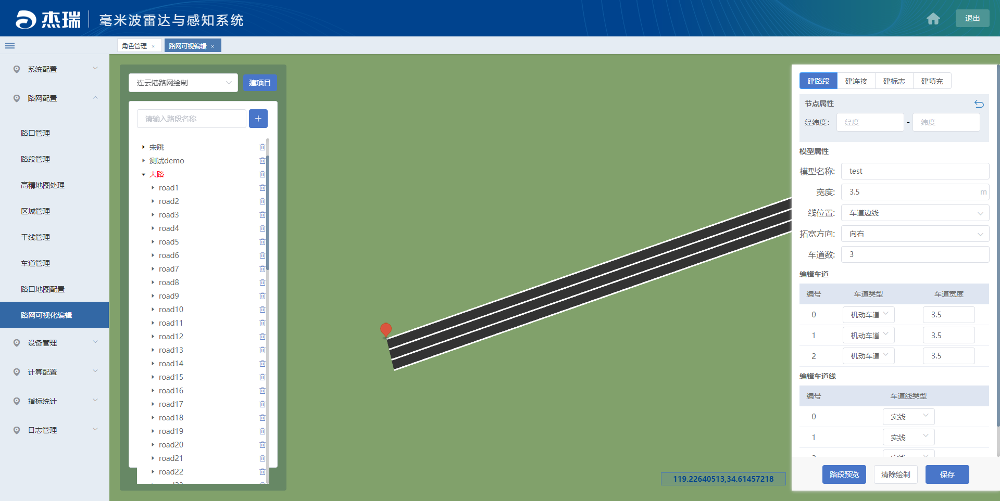 杰瑞 毫米波雷达与感知系统
退出
角色管理 ×
路网可视编辑 ×
系统配置
路网配置
路口管理
路段管理
高精地图处理
区域管理
干线管理
车道管理
路口地图配置
路网可视化编辑
设备管理
计算配置
指标统计
日志管理
连云港路网绘制
建项目
请输入路段名称
+
宋跳
测试demo
大路
road1
road2
road3
road4
road5
road6
road7
road8
road9
road10
road11
road12
road13
road14
road15
road16
road17
road18
road19
road20
road21
road22
119.22640513,34.61457218
建路段 建连接 建标志 建填充
节点属性
经纬度： 经度 - 纬度
模型属性
模型名称: test
宽度: 3.5 m
线位置: 车道边线
拓宽方向: 向右
车道数: 3
编辑车道
编号 车道类型 车道宽度
0 机动车道 3.5
1 机动车道 3.5
2 机动车道 3.5
编辑车道线
编号 车道线类型
0 实线
1 实线
路段预览 清除绘制 保存